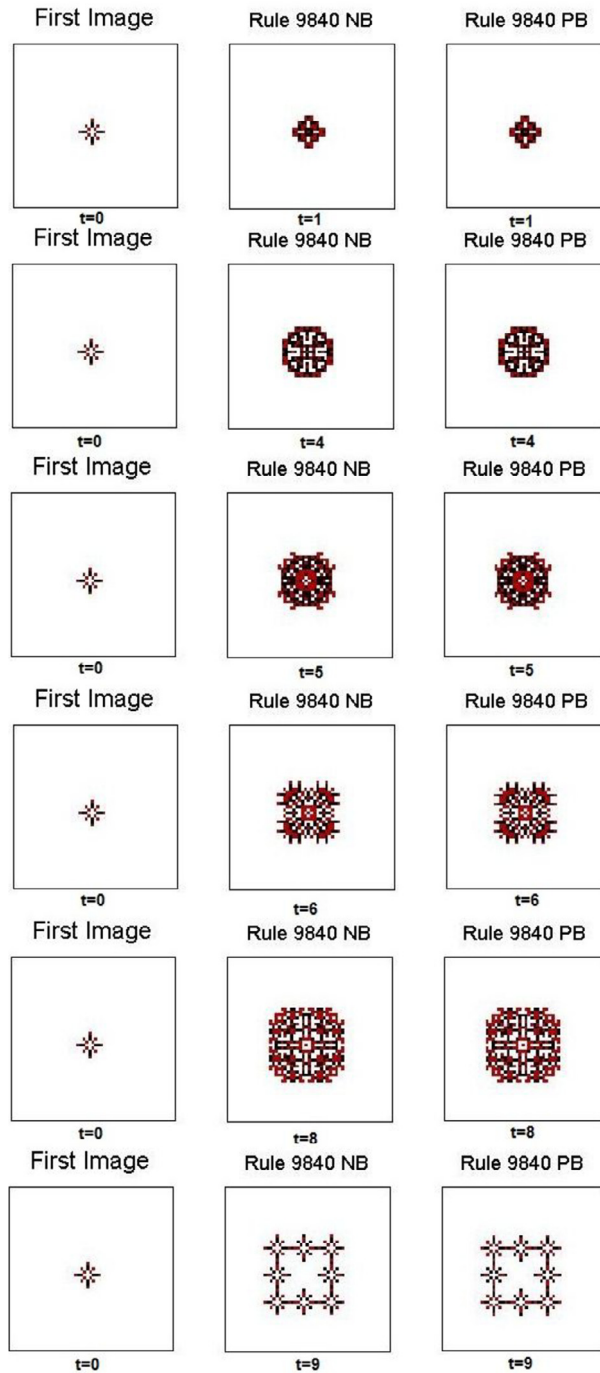 First Image Rule 9840 NB Rule 9840 PB
t=0 t=1 t=1
First Image Rule 9840 NB Rule 9840 PB
t=0 t=4 t=4
First Image Rule 9840 NB Rule 9840 PB
t=0 t=5 t=5
First Image Rule 9840 NB Rule 9840 PB
t=0 t=6 t=6
First Image Rule 9840 NB Rule 9840 PB
t=0 t=8 t=8
First Image Rule 9840 NB Rule 9840 PB
t=0 t=9 t=9